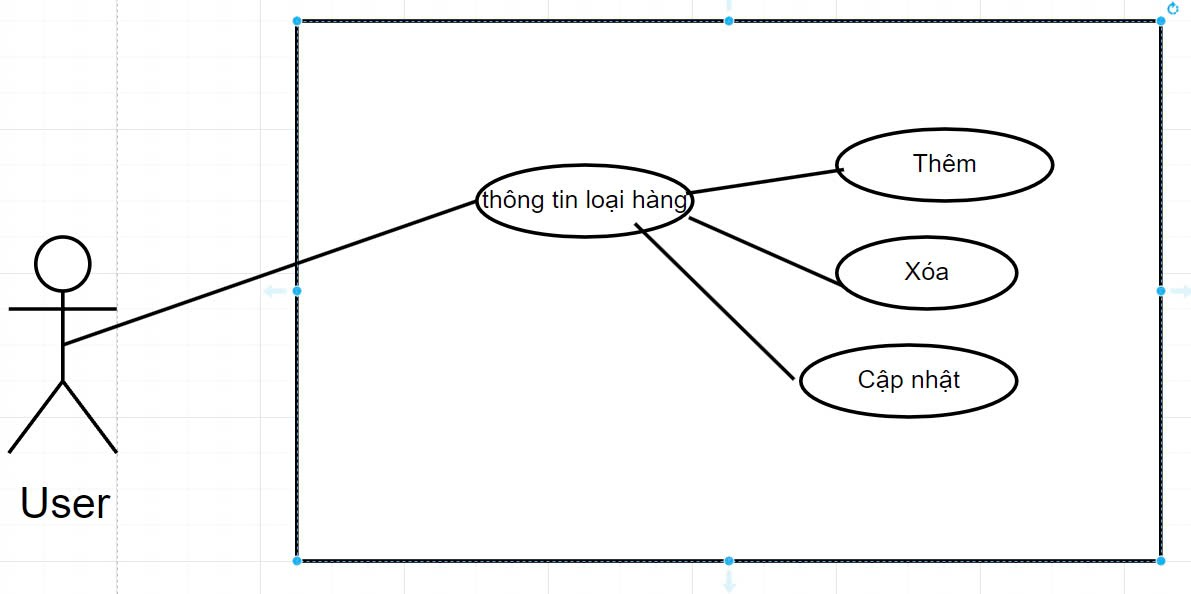 Thêm
thông tin loại hàng
Xóa
Cập nhật
User